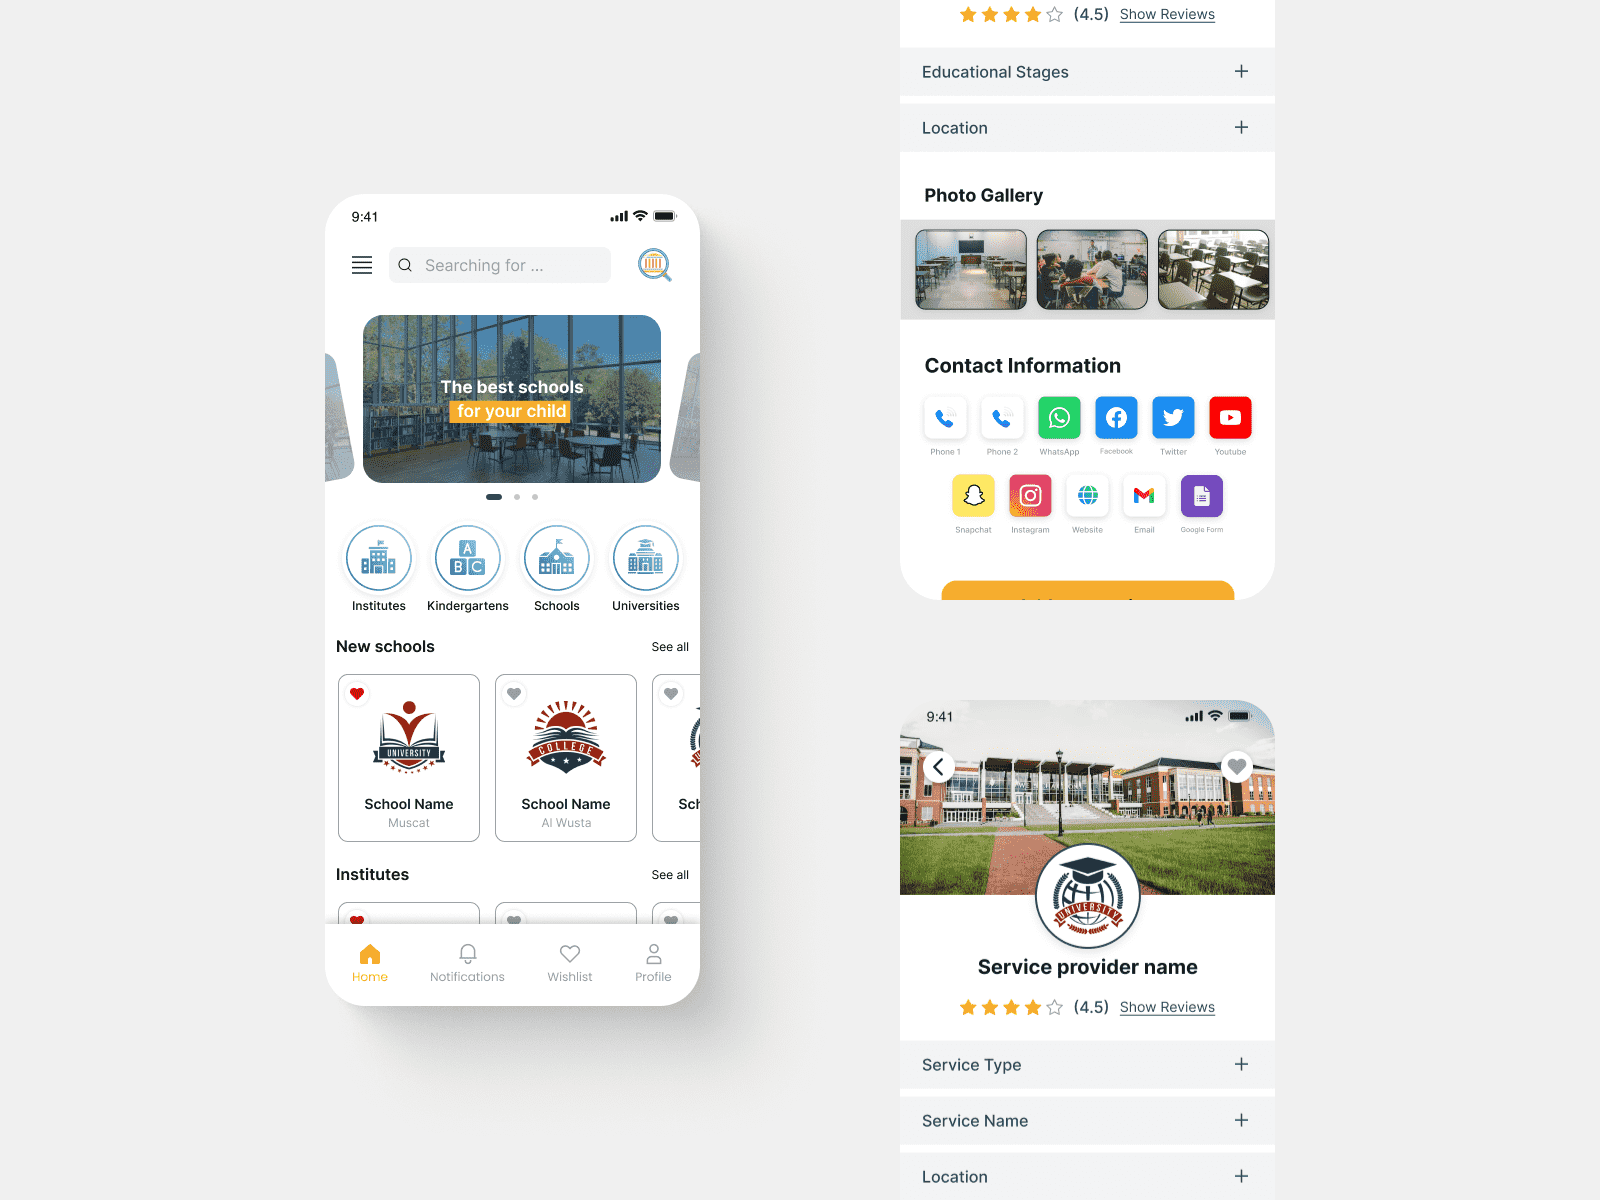 9:41
Searching for ...
The best schools
for your child
Institutes
Kindergartens
Schools
Universities
A
B C
New schools
See all
UNIVERSITY
COLLEGE
School Name
School Name
Sch
Muscat
Al Wusta
Institutes
See all
Home
Notifications
Wishlist
Profile
(4.5) Show Reviews
Educational Stages
Location
Photo Gallery
Contact Information
Phone 1
Phone 2
WhatsApp
Facebook
Twitter
Youtube
Snapchat
Instagram
Website
Email
Google Form
9:41
UNIVERSITY
Service provider name
(4.5) Show Reviews
Service Type
Service Name
Location